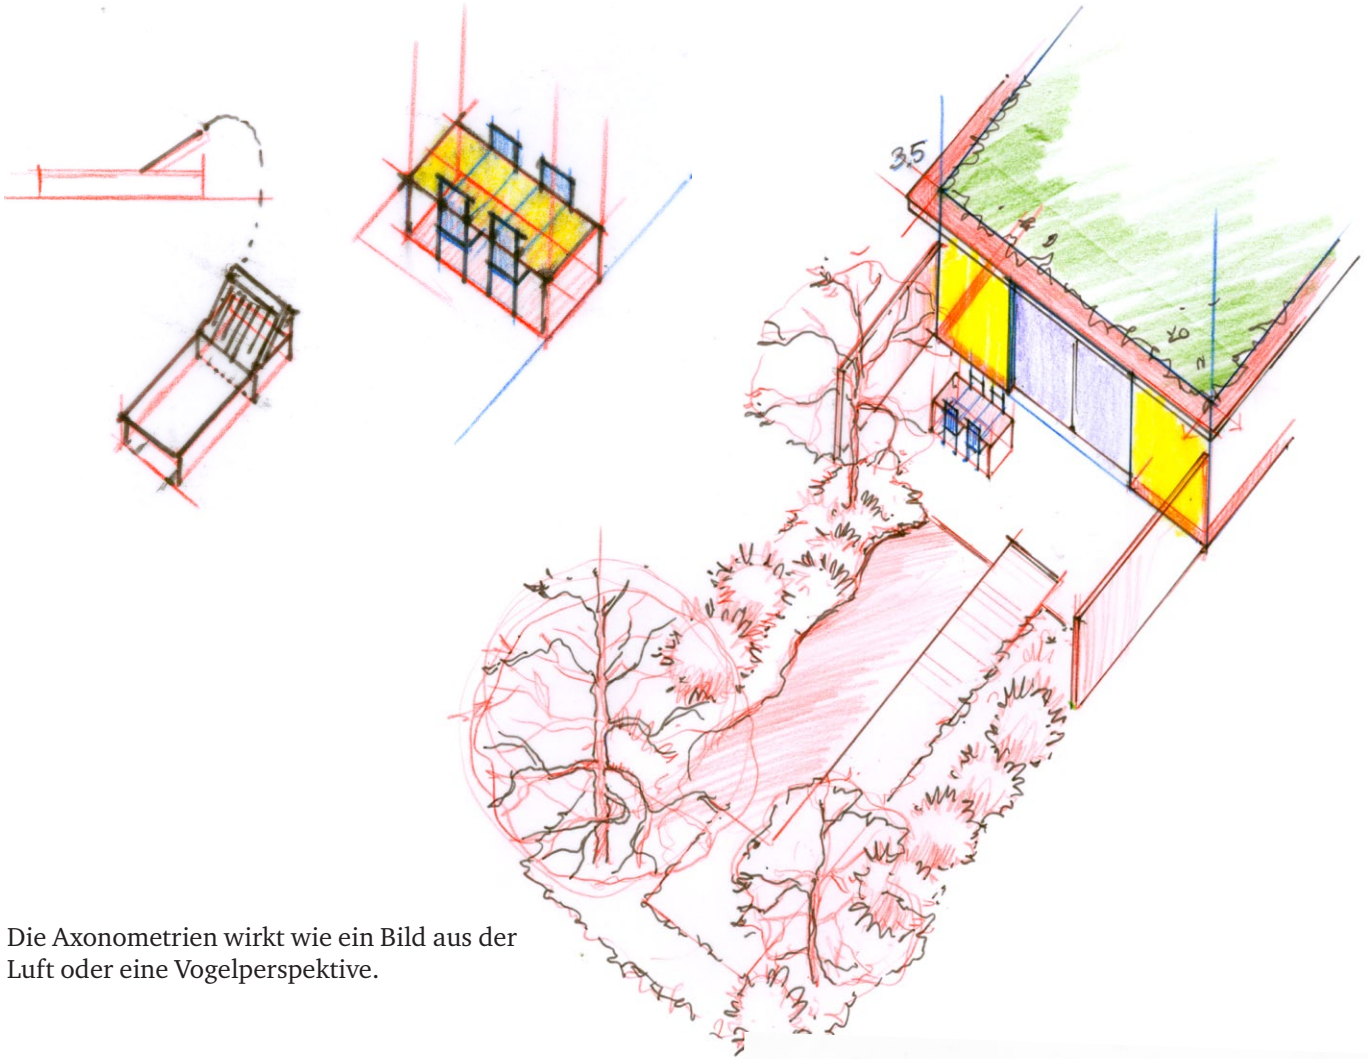 3.5
Die Axonometrien wirkt wie ein Bild aus der
Luft oder eine Vogelperspektive.